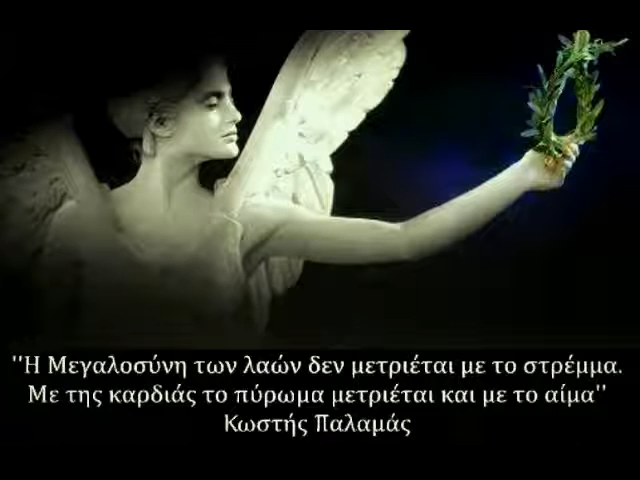 ''Η Μεγαλοσύνη των λαών δεν μετριέται με το στρέμμα.
Με της καρδιάς το πύρωμα μετριέται και με το αίμα''
Κωστής Παλαμάς